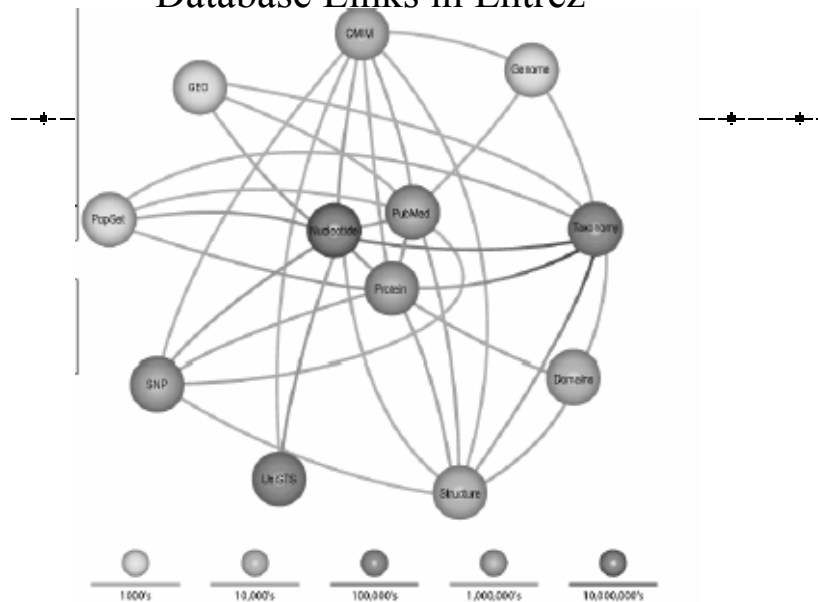 Database Links in Entrez
OMIM
Genome
GEO
PubMed
PopSet
Nucleotide
Taxonomy
Protein
Domains
SNP
UniSTS
Structure
1000's
10,000's
100,000's
1,000,000's
10,000,000's